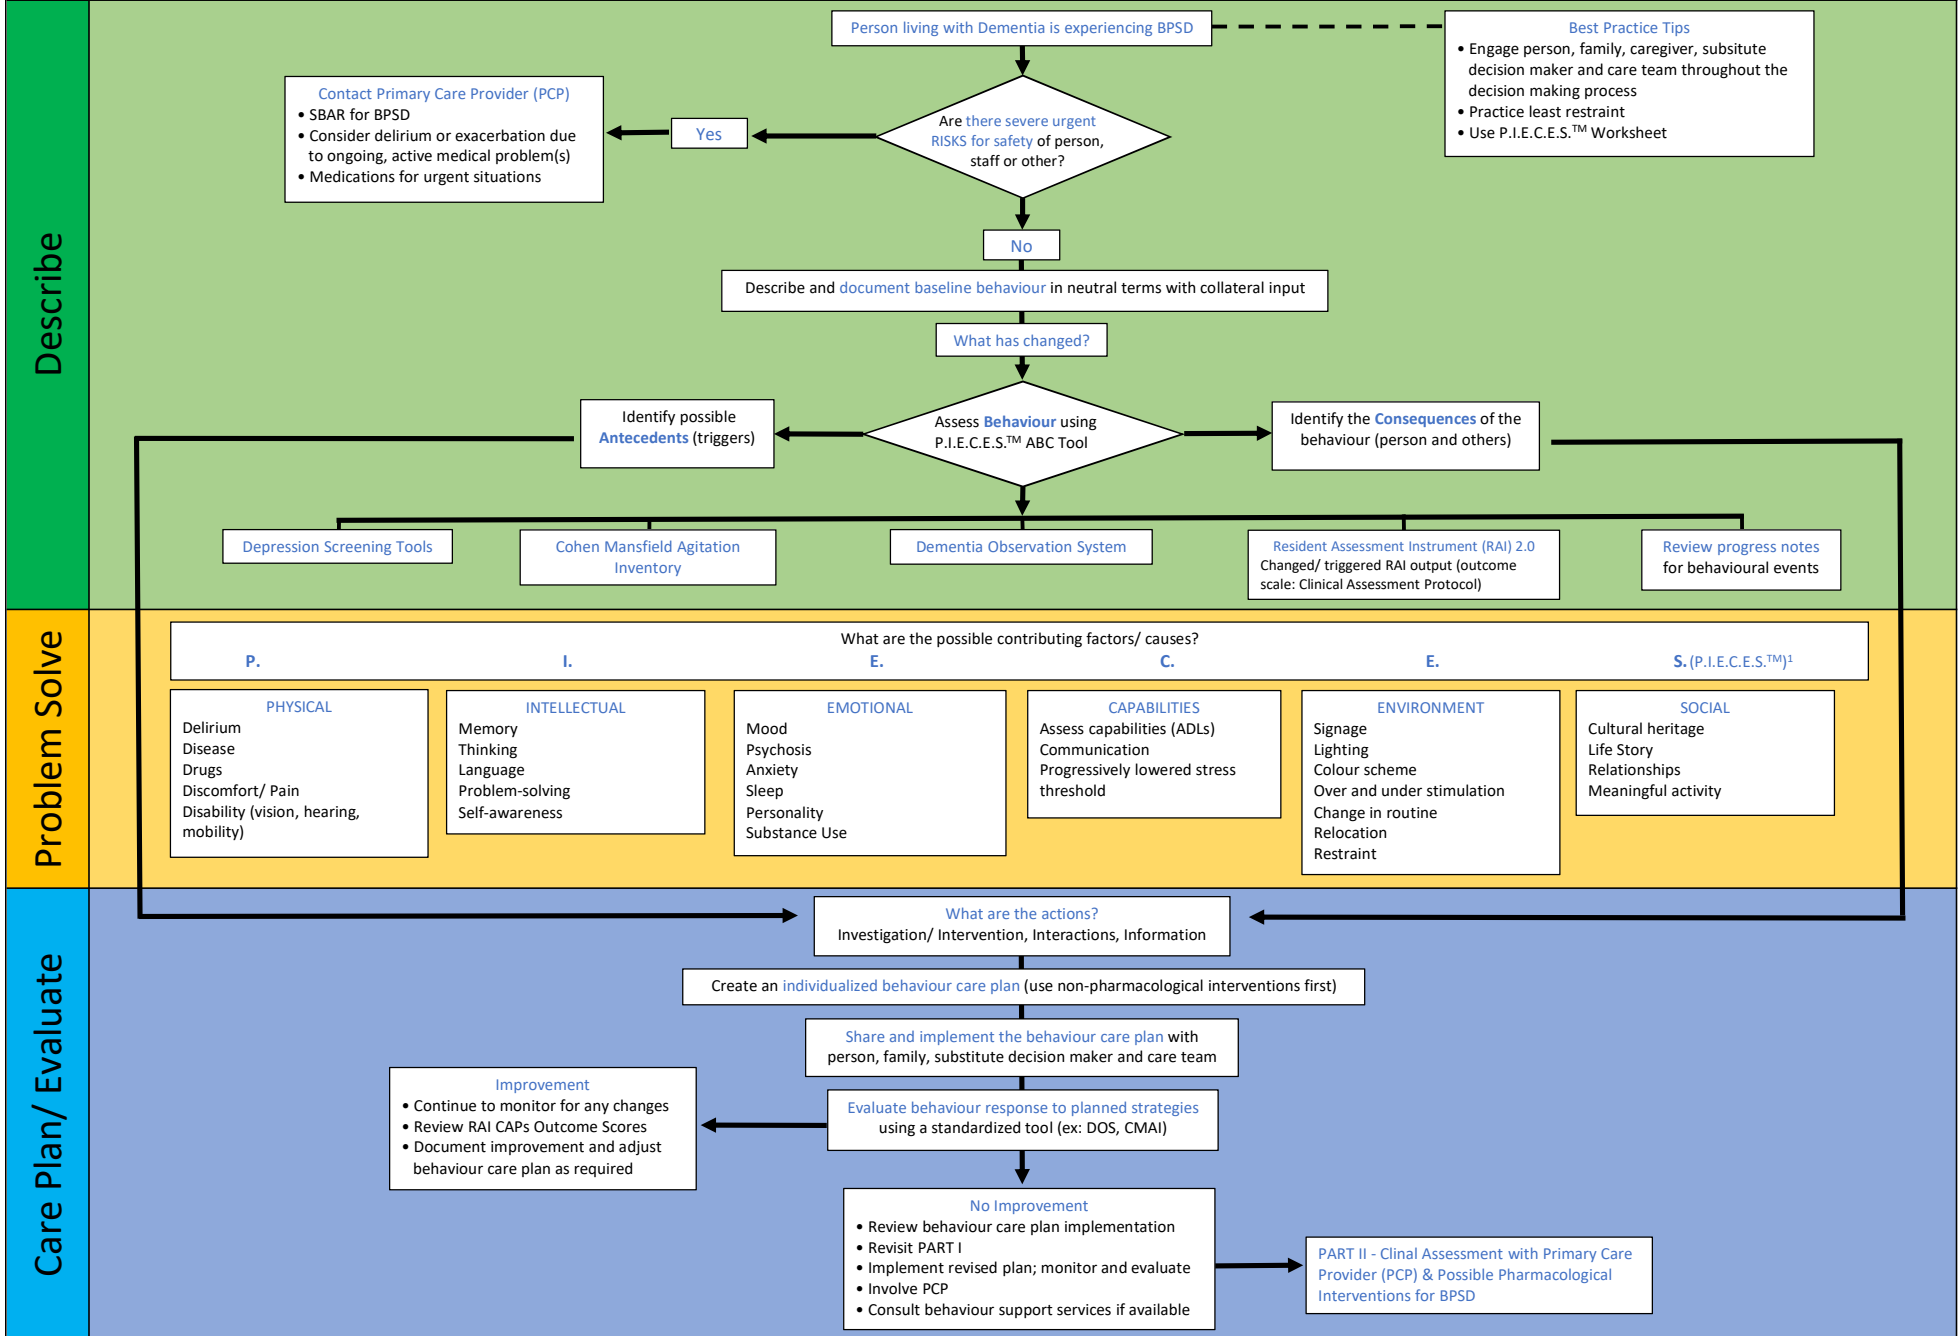 Describe
Person living with Dementia is experiencing BPSD
Best Practice Tips
• Engage person, family, caregiver, subsitute
decision maker and care team throughout the
decision making process
• Practice least restraint
• Use P.I.E.C.E.S.™ Worksheet
Contact Primary Care Provider (PCP)
• SBAR for BPSD
• Consider delirium or exacerbation due
to ongoing, active medical problem(s)
• Medications for urgent situations
Yes
Are there severe urgent
RISKS for safety of person,
staff or other?
No
Describe and document baseline behaviour in neutral terms with collateral input
What has changed?
Identify possible
Antecedents (triggers)
Assess Behaviour using
P.I.E.C.E.S.™ ABC Tool
Identify the Consequences of the
behaviour (person and others)
Depression Screening Tools
Cohen Mansfield Agitation
Inventory
Dementia Observation System
Resident Assessment Instrument (RAI) 2.0
Changed/ triggered RAI output (outcome
scale: Clinical Assessment Protocol)
Review progress notes
for behavioural events
Problem Solve
What are the possible contributing factors/ causes?
P. I. E. C. E. S. (P.I.E.C.E.S.™)¹
PHYSICAL
Delirium
Disease
Drugs
Discomfort/ Pain
Disability (vision, hearing,
mobility)
INTELLECTUAL
Memory
Thinking
Language
Problem-solving
Self-awareness
EMOTIONAL
Mood
Psychosis
Anxiety
Sleep
Personality
Substance Use
CAPABILITIES
Assess capabilities (ADLs)
Communication
Progressively lowered stress
threshold
ENVIRONMENT
Signage
Lighting
Colour scheme
Over and under stimulation
Change in routine
Relocation
Restraint
SOCIAL
Cultural heritage
Life Story
Relationships
Meaningful activity
Care Plan/ Evaluate
What are the actions?
Investigation/ Intervention, Interactions, Information
Create an individualized behaviour care plan (use non-pharmacological interventions first)
Share and implement the behaviour care plan with
person, family, substitute decision maker and care team
Improvement
• Continue to monitor for any changes
• Review RAI CAPs Outcome Scores
• Document improvement and adjust
behaviour care plan as required
Evaluate behaviour response to planned strategies
using a standardized tool (ex: DOS, CMAI)
No Improvement
• Review behaviour care plan implementation
• Revisit PART I
• Implement revised plan; monitor and evaluate
• Involve PCP
• Consult behaviour support services if available
PART II - Clinal Assessment with Primary Care
Provider (PCP) & Possible Pharmacological
Interventions for BPSD